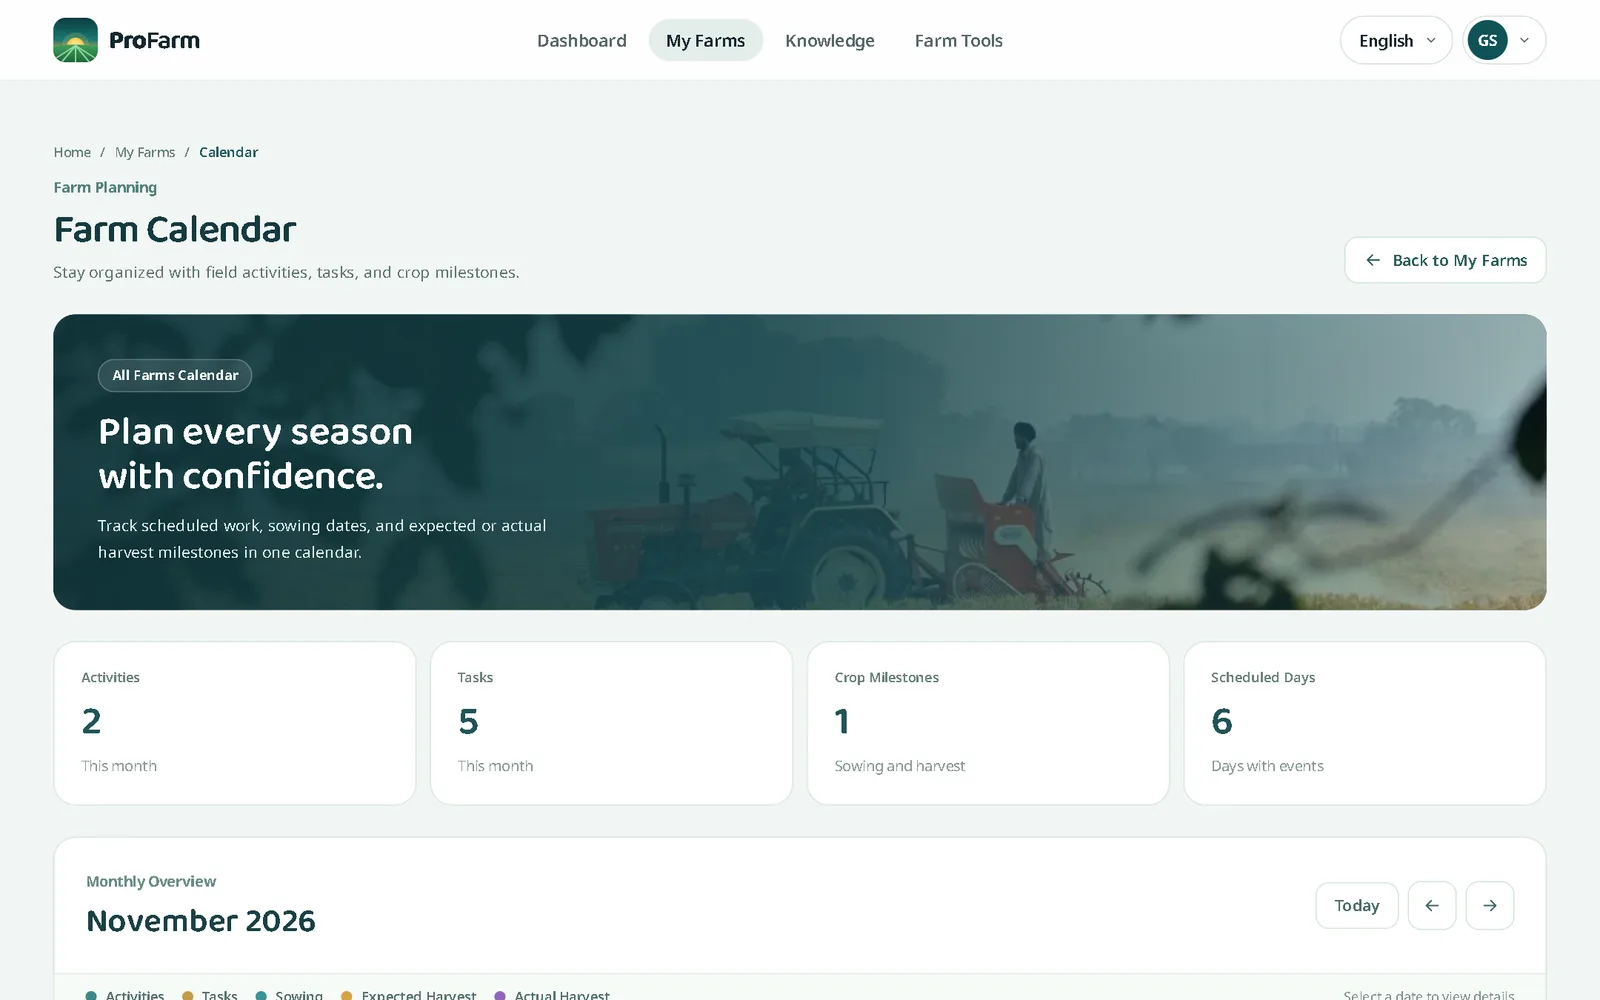 ProFarm
Dashboard
My Farms
Knowledge
Farm Tools
English
GS
Home / My Farms / Calendar
Farm Planning
Farm Calendar
Stay organized with field activities, tasks, and crop milestones.
← Back to My Farms
All Farms Calendar
Plan every season
with confidence.
Track scheduled work, sowing dates, and expected or actual
harvest milestones in one calendar.
Activities
2
This month
Tasks
5
This month
Crop Milestones
1
Sowing and harvest
Scheduled Days
6
Days with events
Monthly Overview
November 2026
Today
←
→
Activities
Tasks
Sowing
Expected Harvest
Actual Harvest
Select a date to view details